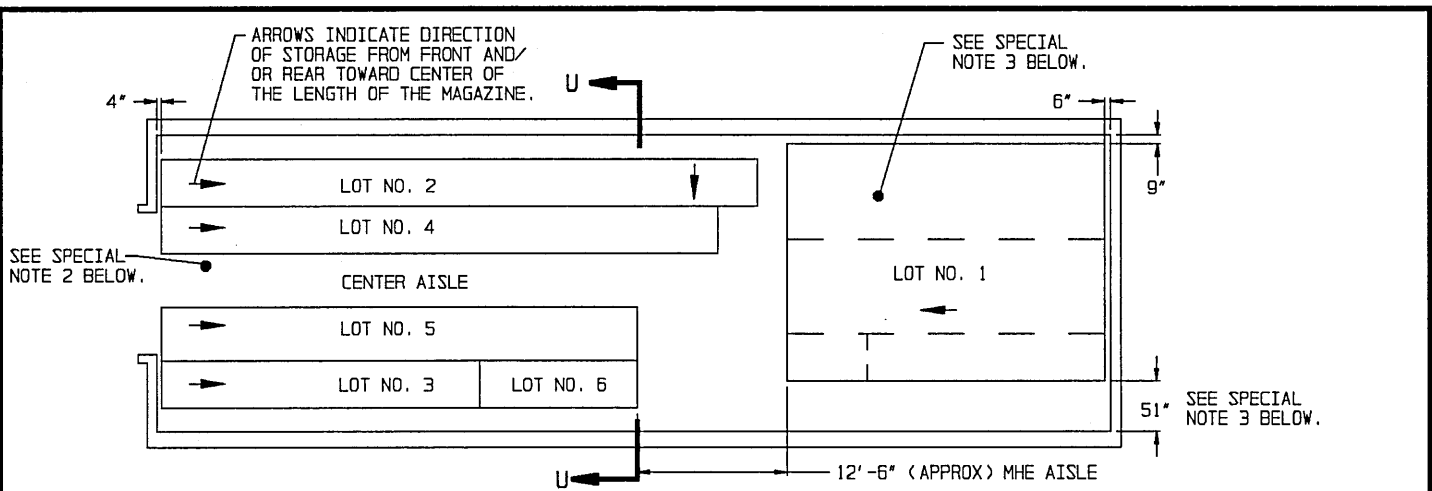 ARROWS INDICATE DIRECTION
OF STORAGE FROM FRONT AND/
OR REAR TOWARD CENTER OF
THE LENGTH OF THE MAGAZINE.
SEE SPECIAL
NOTE 3 BELOW.
U
4"
6"
9"
LOT NO. 2
LOT NO. 4
SEE SPECIAL
NOTE 2 BELOW.
CENTER AISLE
LOT NO. 1
LOT NO. 5
LOT NO. 3
LOT NO. 6
51"
SEE SPECIAL
NOTE 3 BELOW.
U
12'-6" (APPROX) MHE AISLE